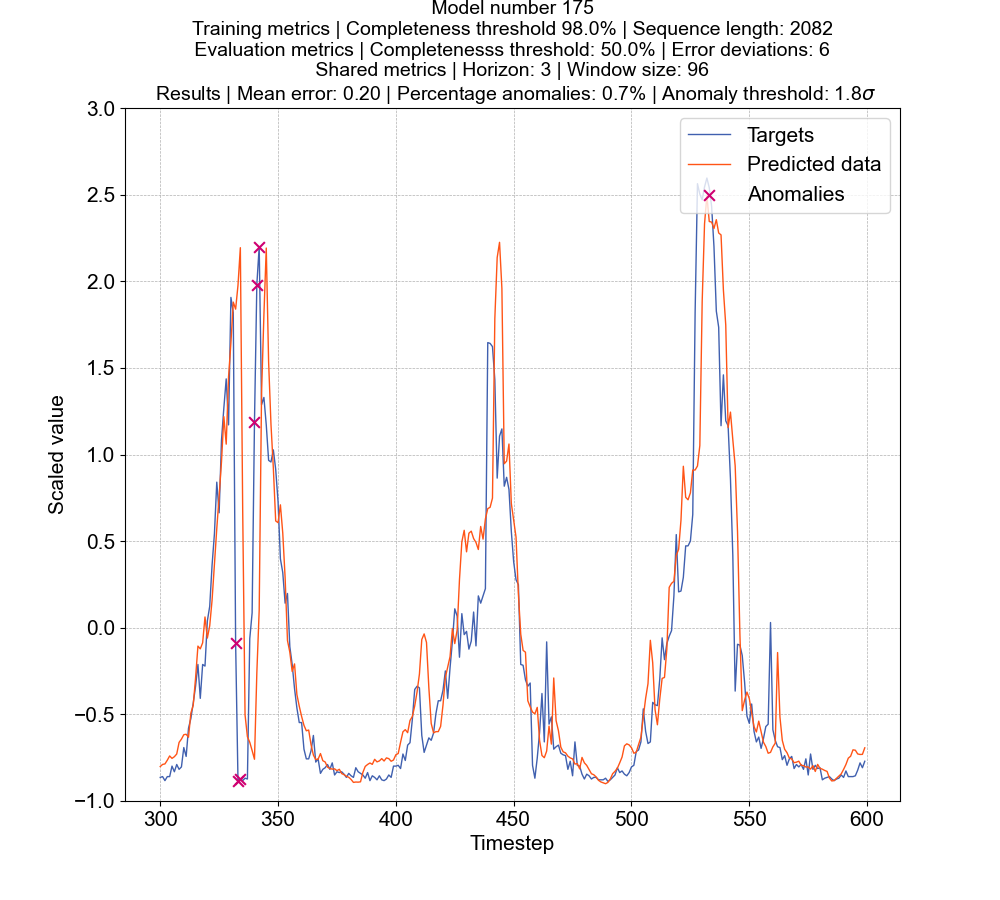 Model number 175
Training metrics | Completeness threshold 98.0% | Sequence length: 2082
Evaluation metrics | Completenesss threshold: 50.0% | Error deviations: 6
Shared metrics | Horizon: 3 | Window size: 96
Results | Mean error: 0.20 | Percentage anomalies: 0.7% | Anomaly threshold: 1.8σ
3.0
2.5
2.0
1.5
1.0
0.5
0.0
−0.5
−1.0
Scaled value
Targets
Predicted data
Anomalies
300 350 400 450 500 550 600
Timestep